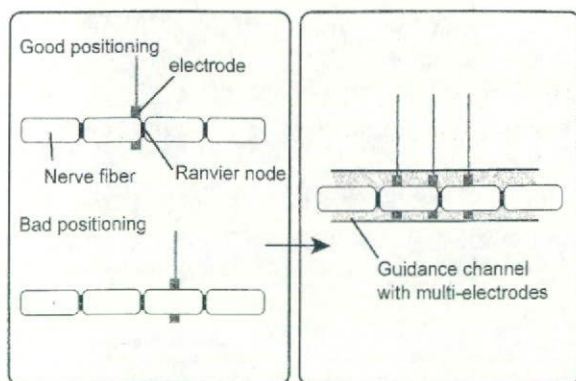 Good positioning
electrode
Nerve fiber
Ranvier node
Bad positioning
Guidance channel
with multi-electrodes